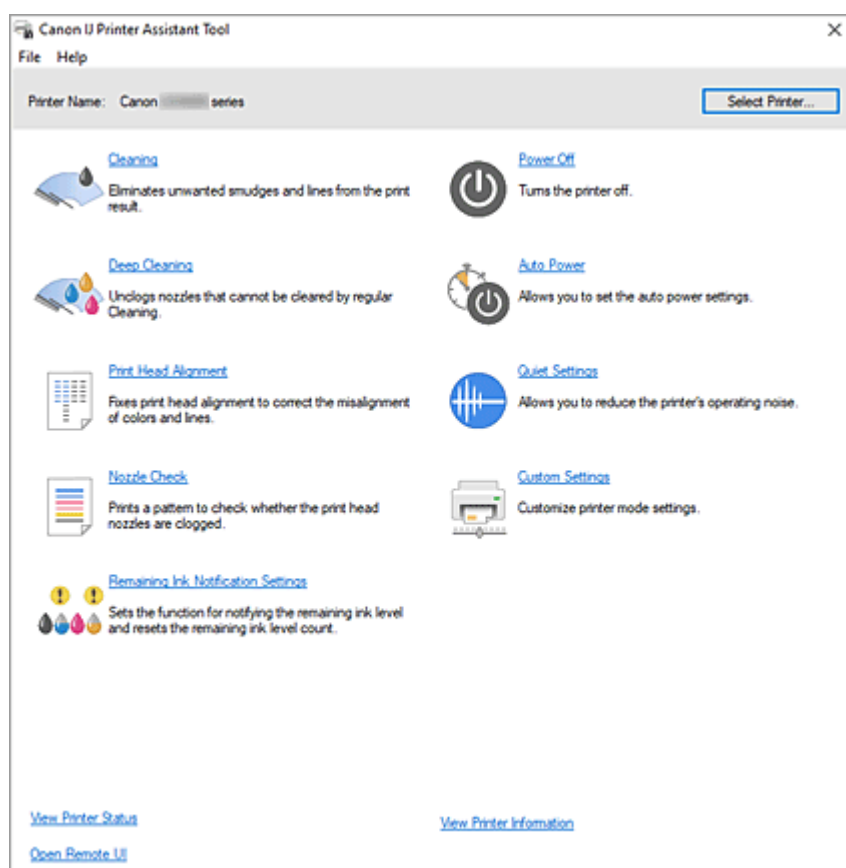 Canon IJ Printer Assistant Tool
File Help
Printer Name: Canon series
Select Printer...
Cleaning
Eliminates unwanted smudges and lines from the print
result.
Deep Cleaning
Unclogs nozzles that cannot be cleared by regular
Cleaning.
Print Head Alignment
Fixes print head alignment to correct the misalignment
of colors and lines.
Nozzle Check
Prints a pattern to check whether the print head
nozzles are clogged.
Remaining Ink Notification Settings
Sets the function for notifying the remaining ink level
and resets the remaining ink level count.
Power Off
Turns the printer off.
Auto Power
Allows you to set the auto power settings.
Quiet Settings
Allows you to reduce the printer's operating noise.
Custom Settings
Customize printer mode settings.
View Printer Status
View Printer Information
Open Remote UI